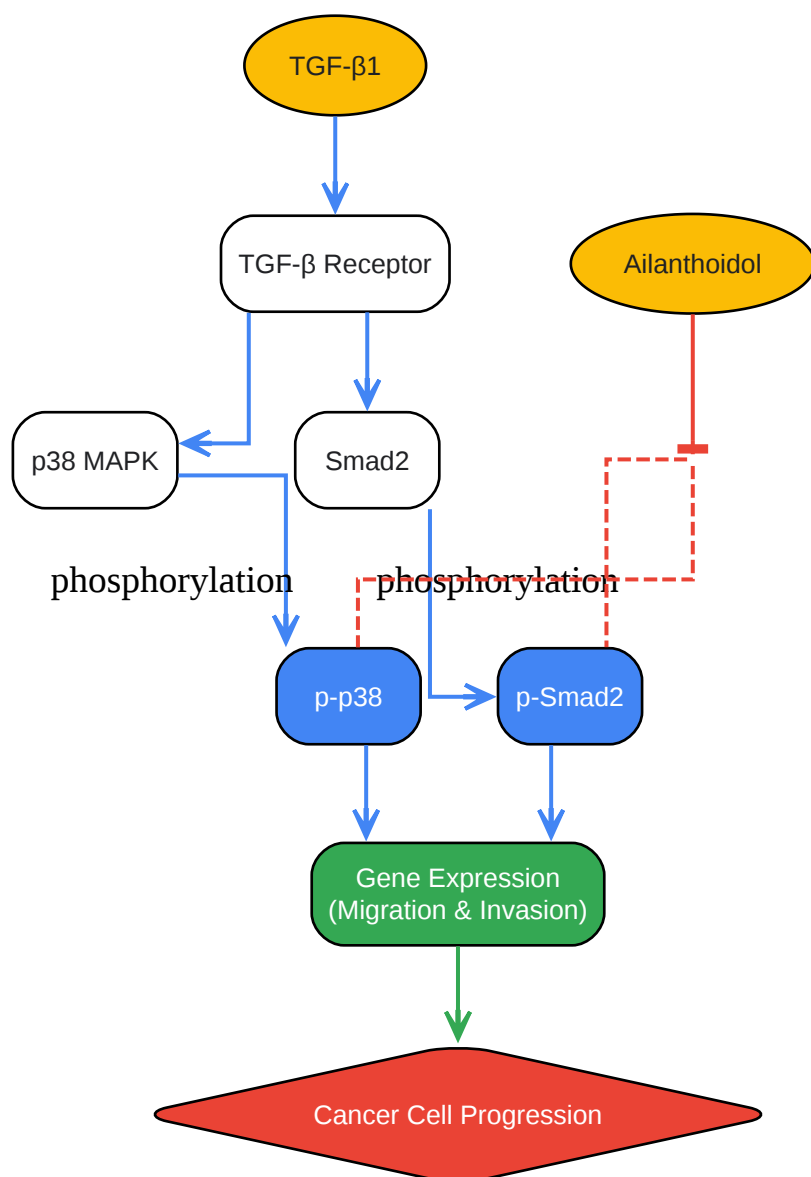 TGF-β1
TGF-β Receptor
Ailanthoidol
p38 MAPK
Smad2
phosphorylation
phosphorylation
p-p38
p-Smad2
Gene Expression
(Migration & Invasion)
Cancer Cell Progression